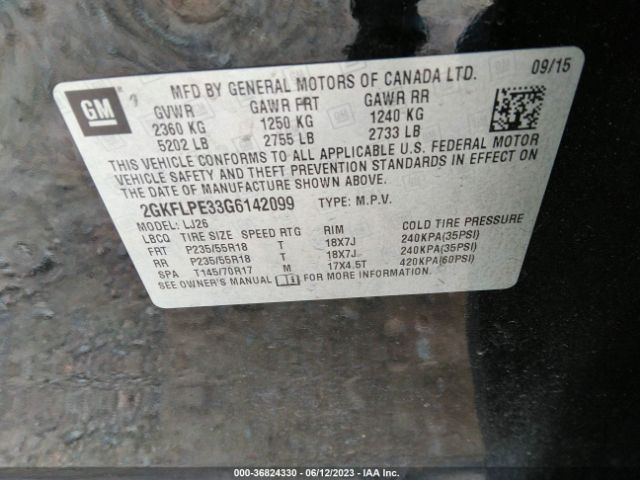 GM
MFD BY GENERAL MOTORS OF CANADA LTD. 09/15
GVWR GAWR FRT GAWR RR
2360 KG 1250 KG 1240 KG
5202 LB 2755 LB 2733 LB
THIS VEHICLE CONFORMS TO ALL APPLICABLE U.S. FEDERAL MOTOR
VEHICLE SAFETY AND THEFT PREVENTION STANDARDS IN EFFECT ON
THE DATE OF MANUFACTURE SHOWN ABOVE.
2GKFLPE33G6142099 TYPE: M.P.V.
MODEL: LJ26
LBCQ TIRE SIZE SPEED RTG RIM COLD TIRE PRESSURE
FRT P235/55R18 T 18X7J 240KPA(35PSI)
RR P235/55R18 T 18X7J 240KPA(35PSI)
SPA T145/70R17 M 17X4.5T 420KPA(60PSI)
SEE OWNER'S MANUAL FOR MORE INFORMATION.
000-36824330 - 06/12/2023 - IAA Inc.